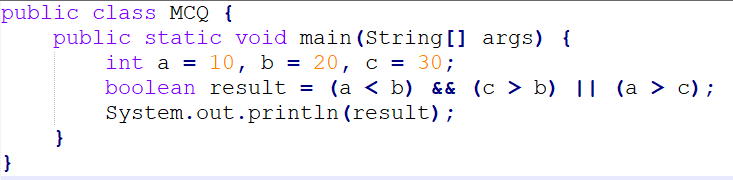 public class MCQ {
    public static void main(String[] args) {
        int a = 10, b = 20, c = 30;
        boolean result = (a < b) && (c > b) || (a > c);
        System.out.println(result);
    }
}